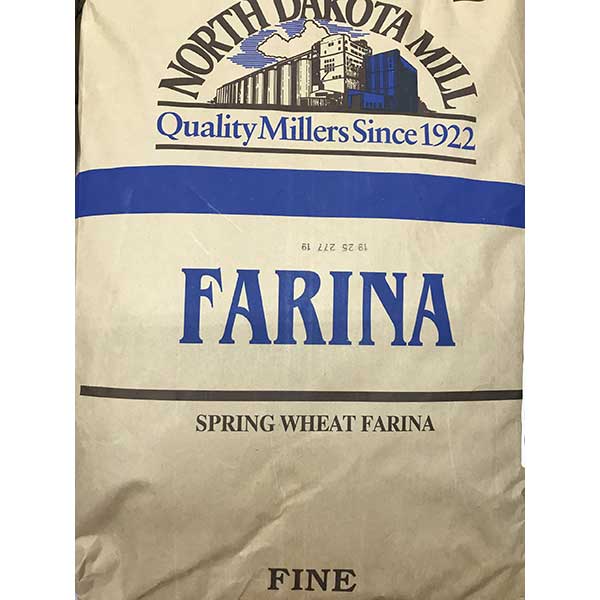 NORTH DAKOTA MILL
Quality Millers Since 1922
19 25 277 19
FARINA
SPRING WHEAT FARINA
FINE